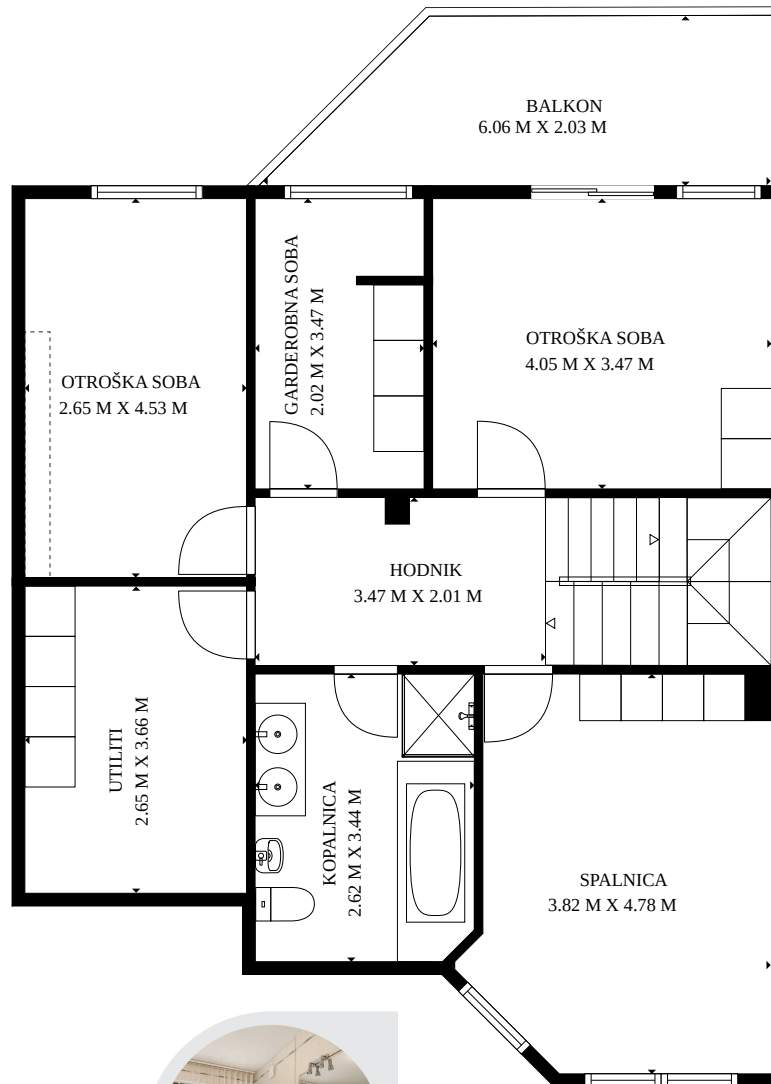 BALKON
6.06 M X 2.03 M
GARDEROBNA SOBA
2.02 M X 3.47 M
OTROŠKA SOBA
4.05 M X 3.47 M
OTROŠKA SOBA
2.65 M X 4.53 M
HODNIK
3.47 M X 2.01 M
UTILITI
2.65 M X 3.66 M
KOPALNICA
2.62 M X 3.44 M
SPALNICA
3.82 M X 4.78 M